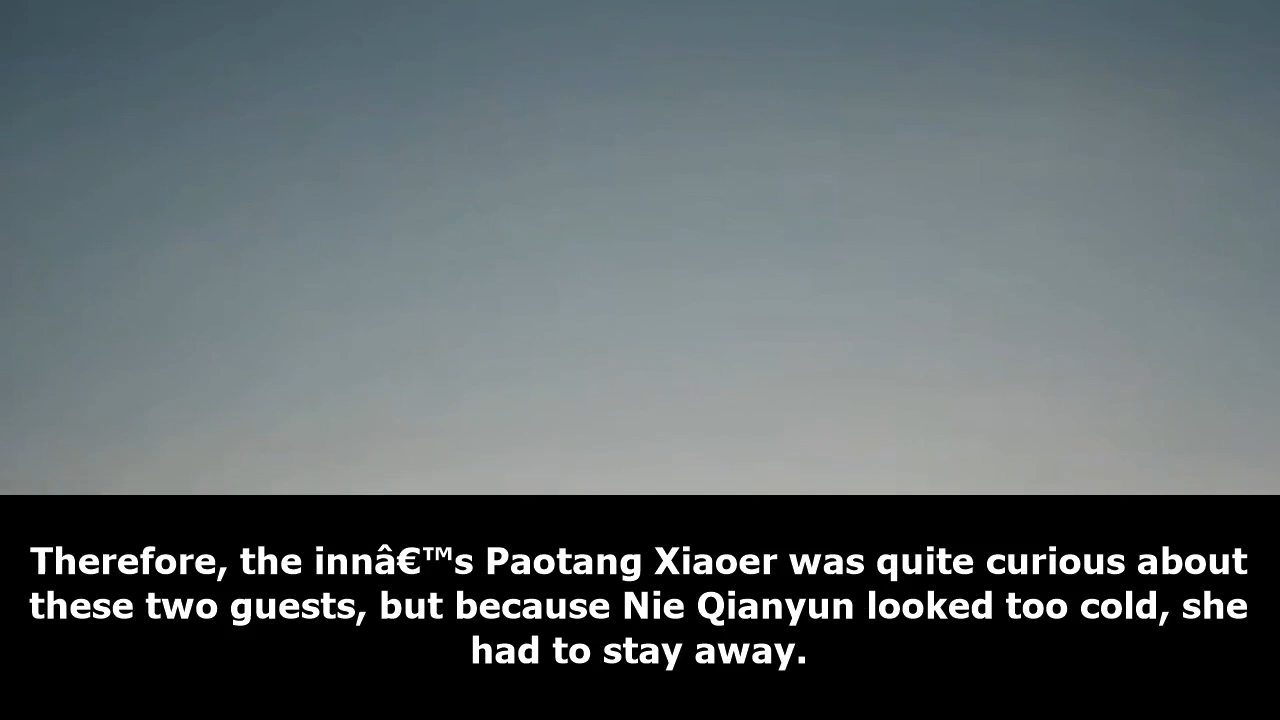 Therefore, the innâ€™s Paotang Xiaoer was quite curious about
these two guests, but because Nie Qianyun looked too cold, she
had to stay away.